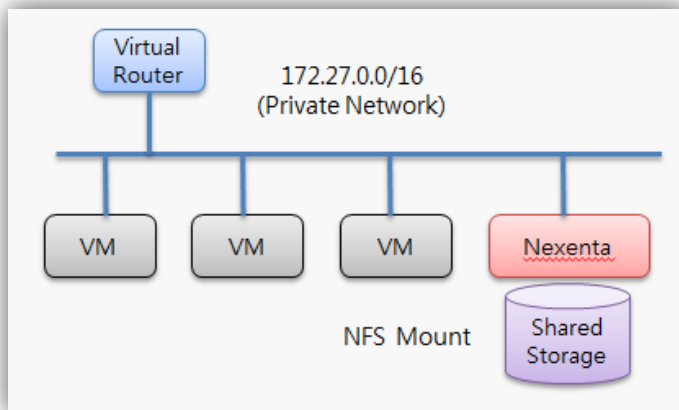 Virtual
Router
172.27.0.0/16
(Private Network)
VM
VM
VM
Nexenta
NFS Mount
Shared
Storage